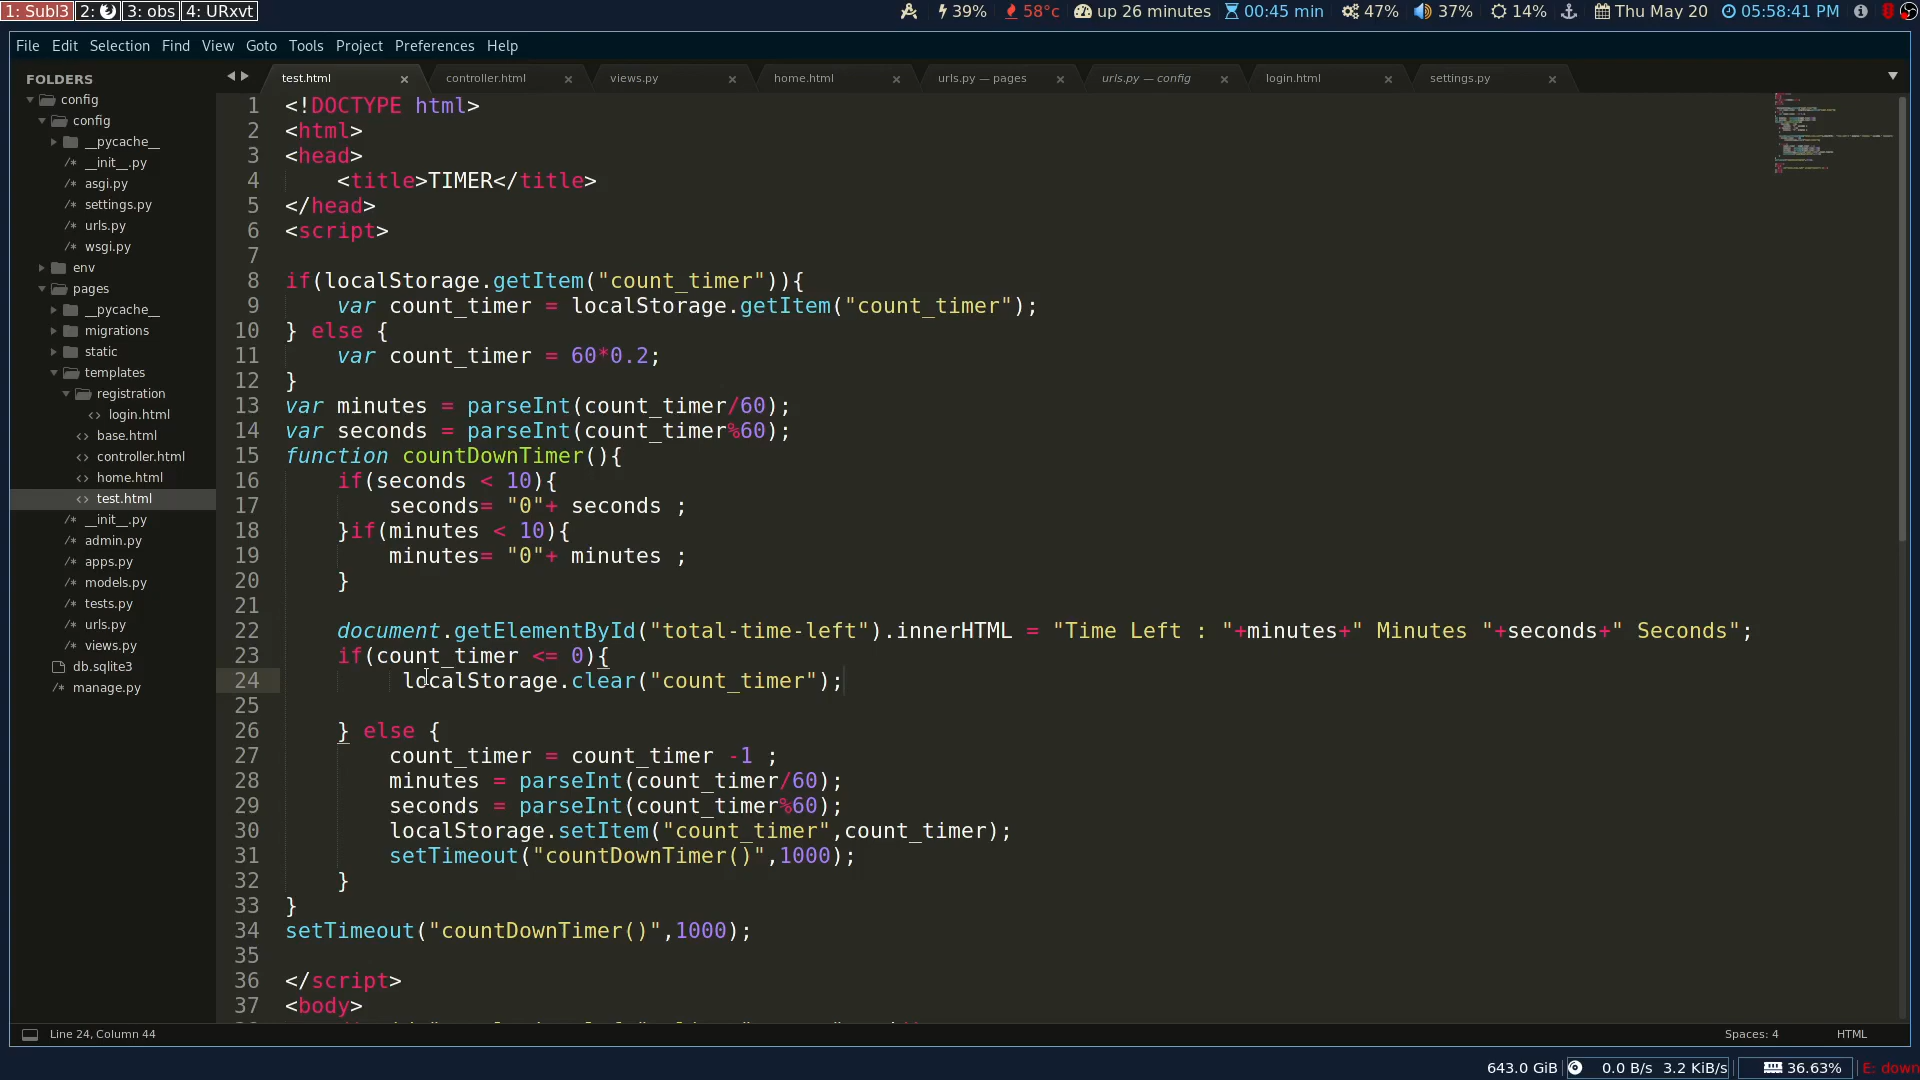 1: Subl3 2: 3: obs 4: URxvt
39% 58°c up 26 minutes 00:45 min 47% 37% 14% Thu May 20 05:58:41 PM
File Edit Selection Find View Goto Tools Project Preferences Help
FOLDERS
config
config
__pycache__
/* __init__.py
/* asgi.py
/* settings.py
/* urls.py
/* wsgi.py
env
pages
__pycache__
migrations
static
templates
registration
<> login.html
<> base.html
<> controller.html
<> home.html
<> test.html
/* __init__.py
/* admin.py
/* apps.py
/* models.py
/* tests.py
/* urls.py
/* views.py
db.sqlite3
/* manage.py
test.html × controller.html × views.py × home.html × urls.py — pages × urls.py — config × login.html × settings.py ×
1 <!DOCTYPE html>
2 <html>
3 <head>
4     <title>TIMER</title>
5 </head>
6 <script>
7
8 if(localStorage.getItem("count_timer")){
9     var count_timer = localStorage.getItem("count_timer");
10 } else {
11     var count_timer = 60*0.2;
12 }
13 var minutes = parseInt(count_timer/60);
14 var seconds = parseInt(count_timer%60);
15 function countDownTimer(){
16     if(seconds < 10){
17         seconds= "0"+ seconds ;
18     }if(minutes < 10){
19         minutes= "0"+ minutes ;
20     }
21
22     document.getElementById("total-time-left").innerHTML = "Time Left : "+minutes+" Minutes "+seconds+" Seconds";
23     if(count_timer <= 0){
24          localStorage.clear("count_timer");
25
26     } else {
27         count_timer = count_timer -1 ;
28         minutes = parseInt(count_timer/60);
29         seconds = parseInt(count_timer%60);
30         localStorage.setItem("count_timer",count_timer);
31         setTimeout("countDownTimer()",1000);
32     }
33 }
34 setTimeout("countDownTimer()",1000);
35
36 </script>
37 <body>
Line 24, Column 44 Spaces: 4 HTML
643.0 GiB 0.0 B/s 3.2 KiB/s 36.63% E: down